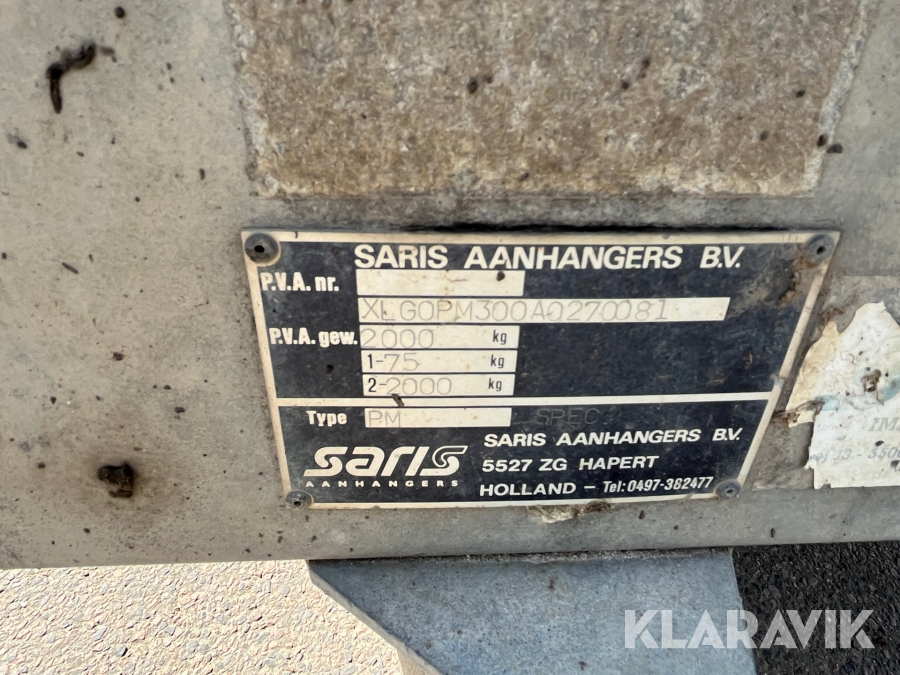 SARIS AANHANGERS B.V.
P.V.A. nr. -
XLG0PM300A0270081
P.V.A. gew. 2000 kg
1-75 kg
2-2000 kg
Type PM SPEC
saris
AANHANGERS
SARIS AANHANGERS B.V.
5527 ZG HAPERT
HOLLAND – Tel: 0497-382477
KLARAVIK